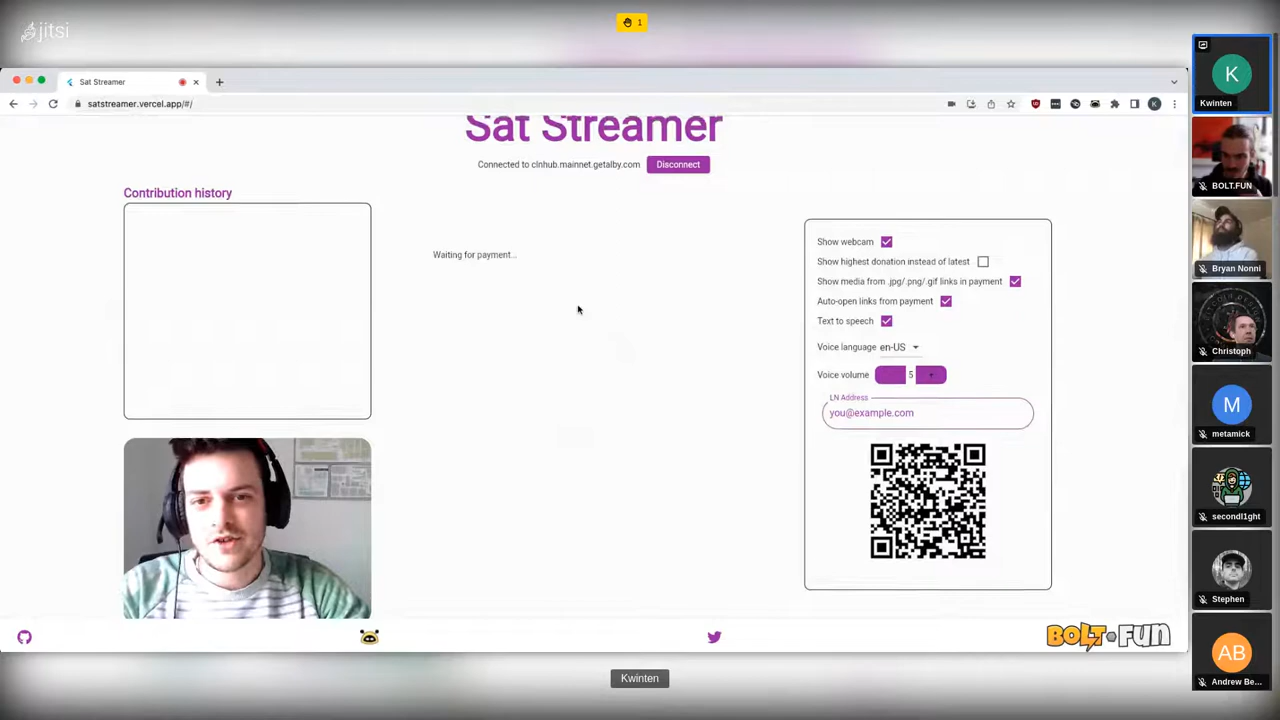 jitsi
1
Sat Streamer
satstreamer.vercel.app/#/
K
Sat Streamer
Connected to clnhub.mainnet.getalby.com
Disconnect
Contribution history
Waiting for payment...
Show webcam
Show highest donation instead of latest
Show media from .jpg/.png/.gif links in payment
Auto-open links from payment
Text to speech
Voice language en-US
Voice volume - 5 +
LN Address
you@example.com
BOLT FUN
Kwinten
K
Kwinten
BOLT.FUN
Bryan Nonni
Christoph
M
metamick
secondl1ght
Stephen
AB
Andrew Be...